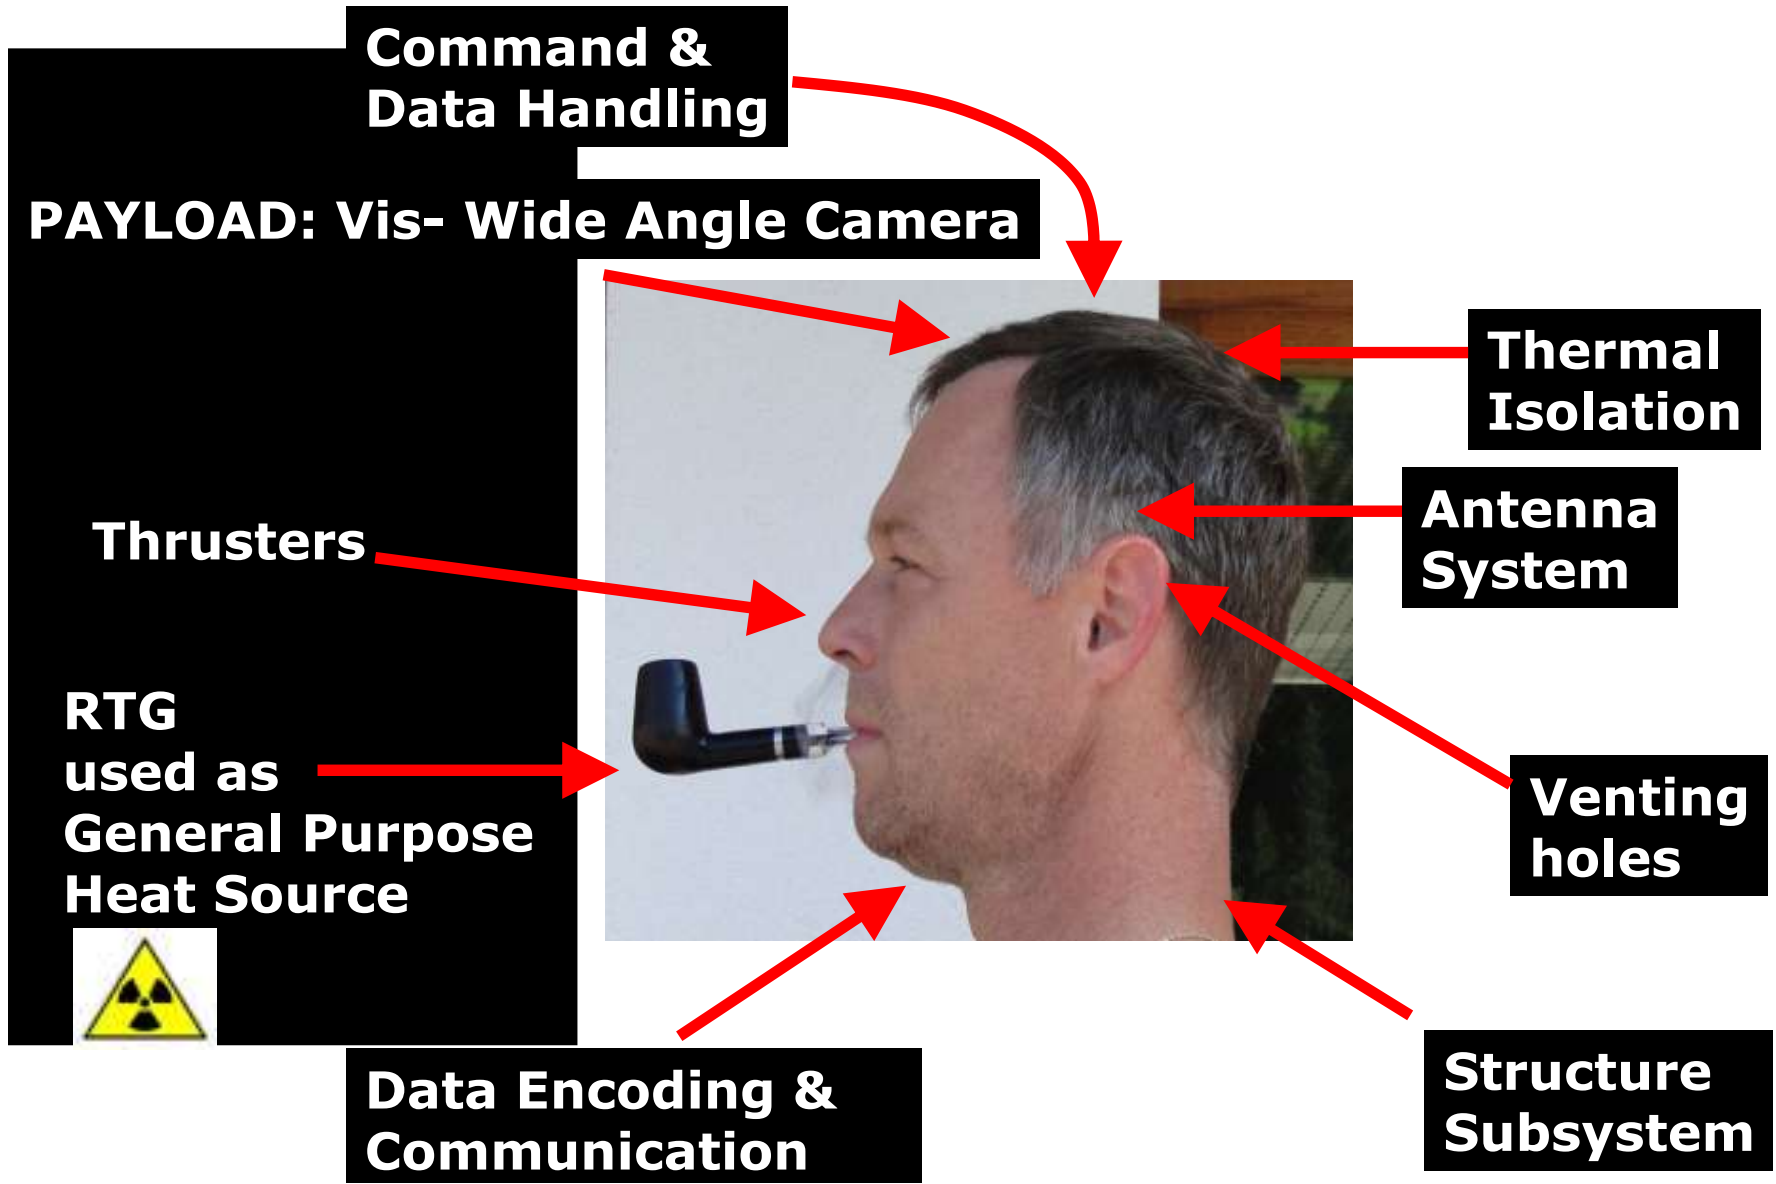 Command &
Data Handling
PAYLOAD: Vis- Wide Angle Camera
Thermal
Isolation
Antenna
System
Thrusters
RTG
used as
General Purpose
Heat Source
Venting
holes
Data Encoding &
Communication
Structure
Subsystem